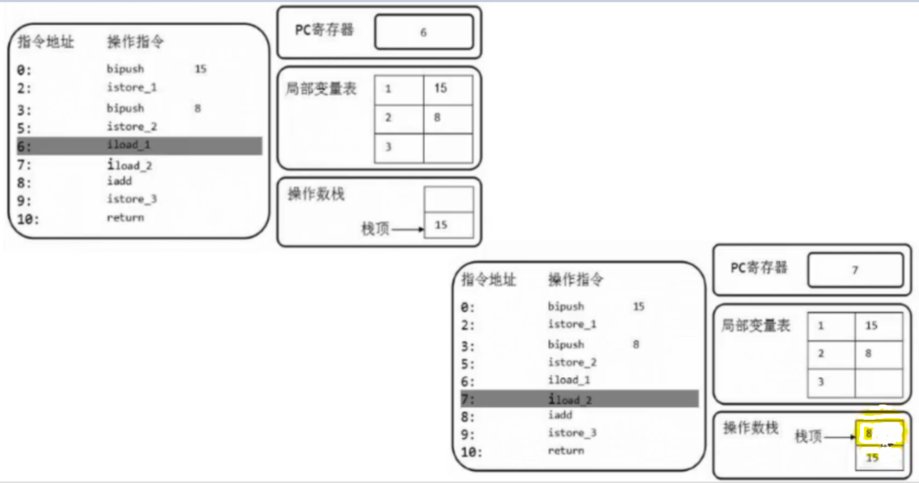 指令地址 操作指令
0: bipush 15
2: istore_1
3: bipush 8
5: istore_2
6: iload_1
7: iload_2
8: iadd
9: istore_3
10: return
PC寄存器 6
局部变量表
1 15
2 8
3
操作数栈
栈顶 15
指令地址 操作指令
0: bipush 15
2: istore_1
3: bipush 8
5: istore_2
6: iload_1
7: iload_2
8: iadd
9: istore_3
10: return
PC寄存器 7
局部变量表
1 15
2 8
3
操作数栈
栈顶 8
15